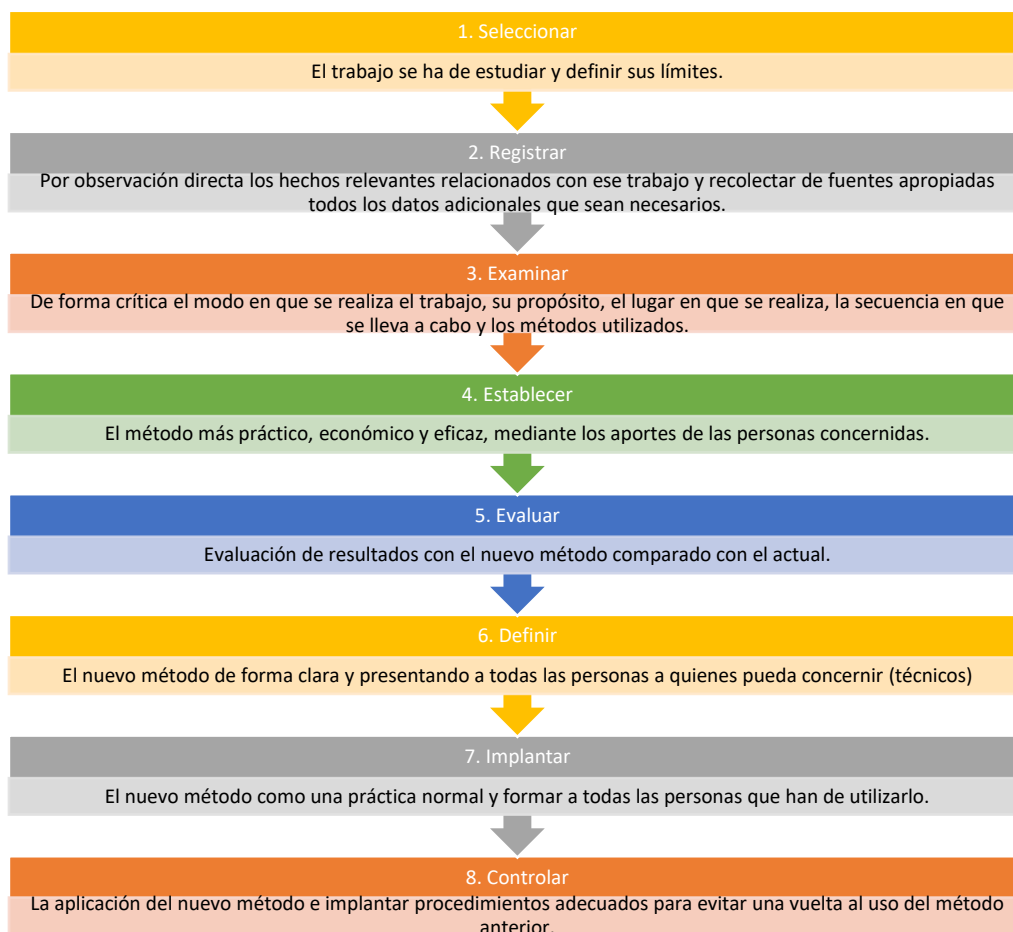 1. Seleccionar
El trabajo se ha de estudiar y definir sus límites.
2. Registrar
Por observación directa los hechos relevantes relacionados con ese trabajo y recolectar de fuentes apropiadas
todos los datos adicionales que sean necesarios.
3. Examinar
De forma crítica el modo en que se realiza el trabajo, su propósito, el lugar en que se realiza, la secuencia en que
se lleva a cabo y los métodos utilizados.
4. Establecer
El método más práctico, económico y eficaz, mediante los aportes de las personas concernidas.
5. Evaluar
Evaluación de resultados con el nuevo método comparado con el actual.
6. Definir
El nuevo método de forma clara y presentando a todas las personas a quienes pueda concernir (técnicos)
7. Implantar
El nuevo método como una práctica normal y formar a todas las personas que han de utilizarlo.
8. Controlar
La aplicación del nuevo método e implantar procedimientos adecuados para evitar una vuelta al uso del método
anterior.